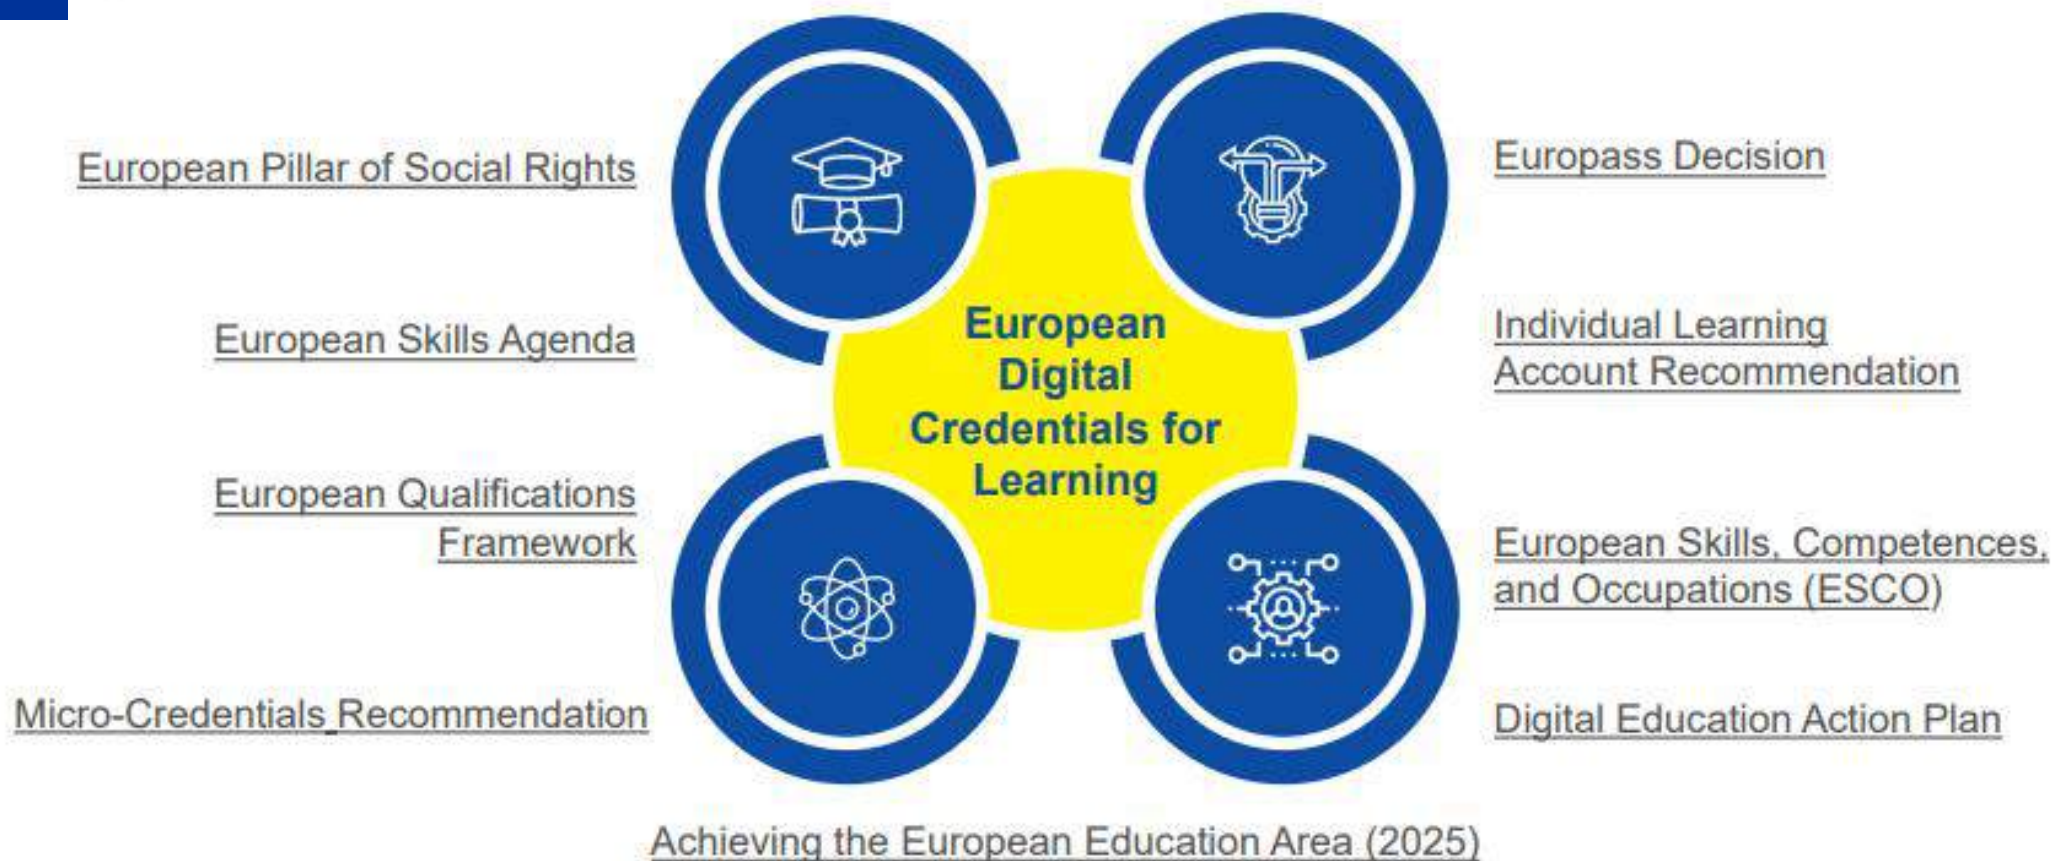 European Pillar of Social Rights
European Skills Agenda
European Qualifications
Framework
Micro-Credentials Recommendation
European
Digital
Credentials for
Learning
Europass Decision
Individual Learning
Account Recommendation
European Skills, Competences,
and Occupations (ESCO)
Digital Education Action Plan
Achieving the European Education Area (2025)